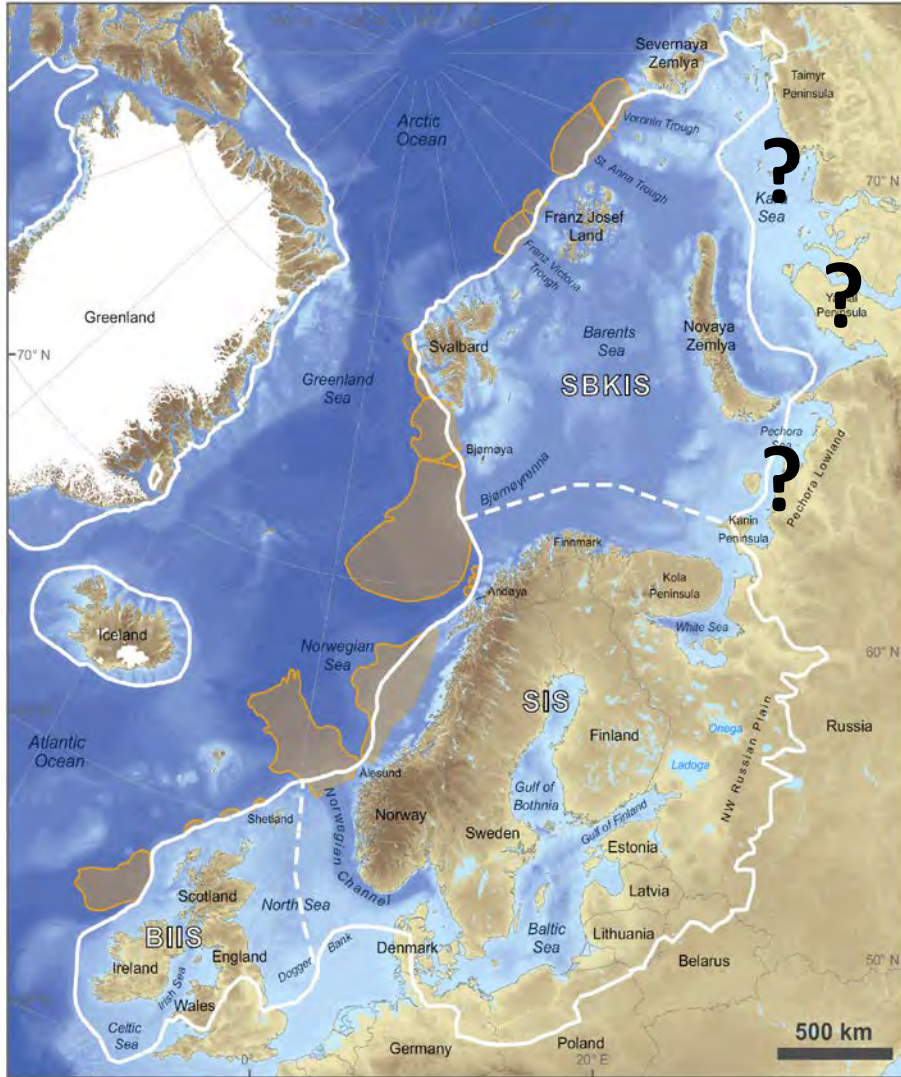 Severnaya
Zemlya
Taimyr
Peninsula
Arctic
Ocean
Voronin Trough
?
St. Anna Trough
70° N
Kara
Sea
Franz Josef
Land
Franz Victoria
Trough
?
Yamal
Peninsula
Greenland
Barents
Sea
Novaya
Zemlya
Svalbard
70° N
Greenland
Sea
SBKIS
Pechora
Sea
Bjørnøya
?
Bjørnøyrenna
Pechora Lowland
Kanin
Peninsula
Finnmark
Kola
Peninsula
Andøya
White Sea
Iceland
Norwegian
Sea
60° N
SIS
Russia
Finland
Onega
Atlantic
Ocean
Ladoga
NW Russian Plain
Ålesund
Gulf of
Bothnia
Norwegian Channel
Shetland
Norway
Sweden
Gulf of Finland
Estonia
Scotland
North Sea
Latvia
BIIS
Baltic
Sea
Denmark
Lithuania
England
Dogger Bank
Ireland
Irish Sea
Belarus
50° N
Wales
Celtic
Sea
500 km
Germany
Poland
0°
20° E